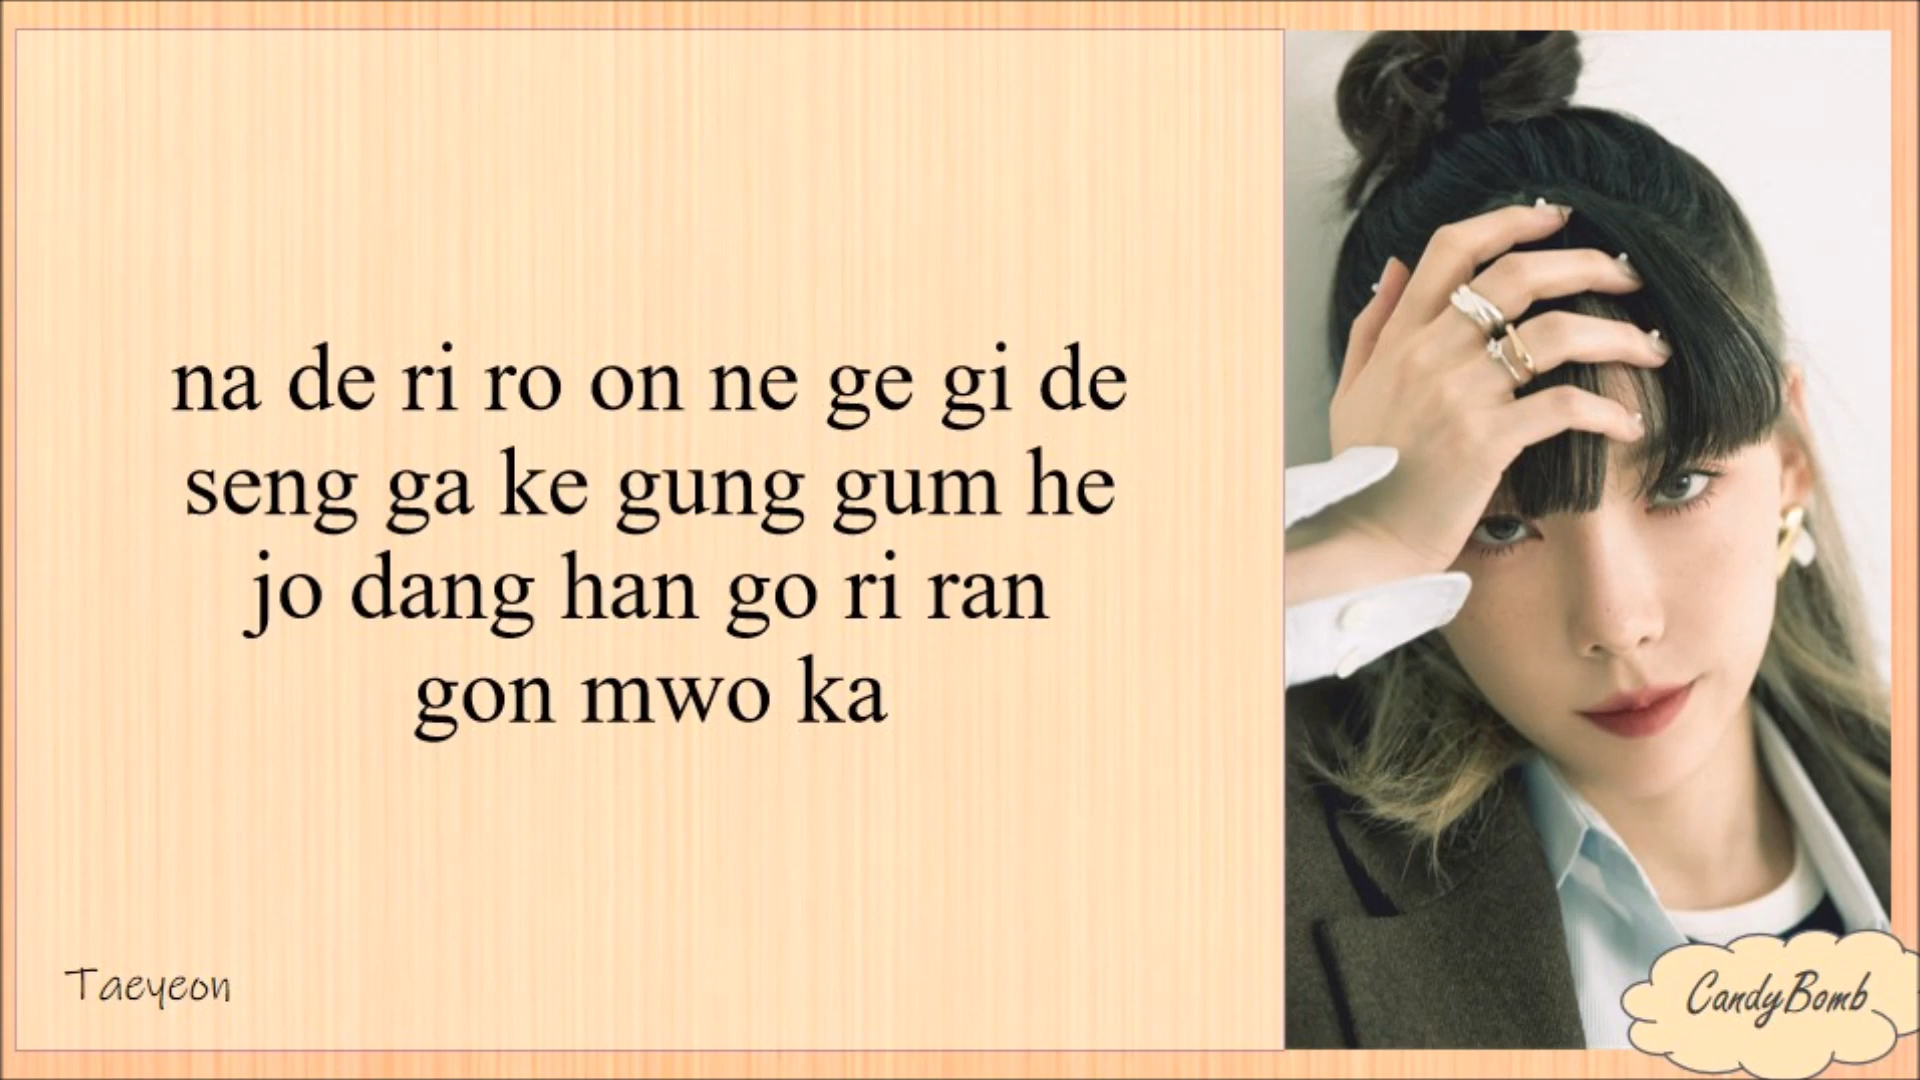 na de ri ro on ne ge gi de
seng ga ke gung gum he
jo dang han go ri ran
gon mwo ka
Taeyeon
CandyBomb